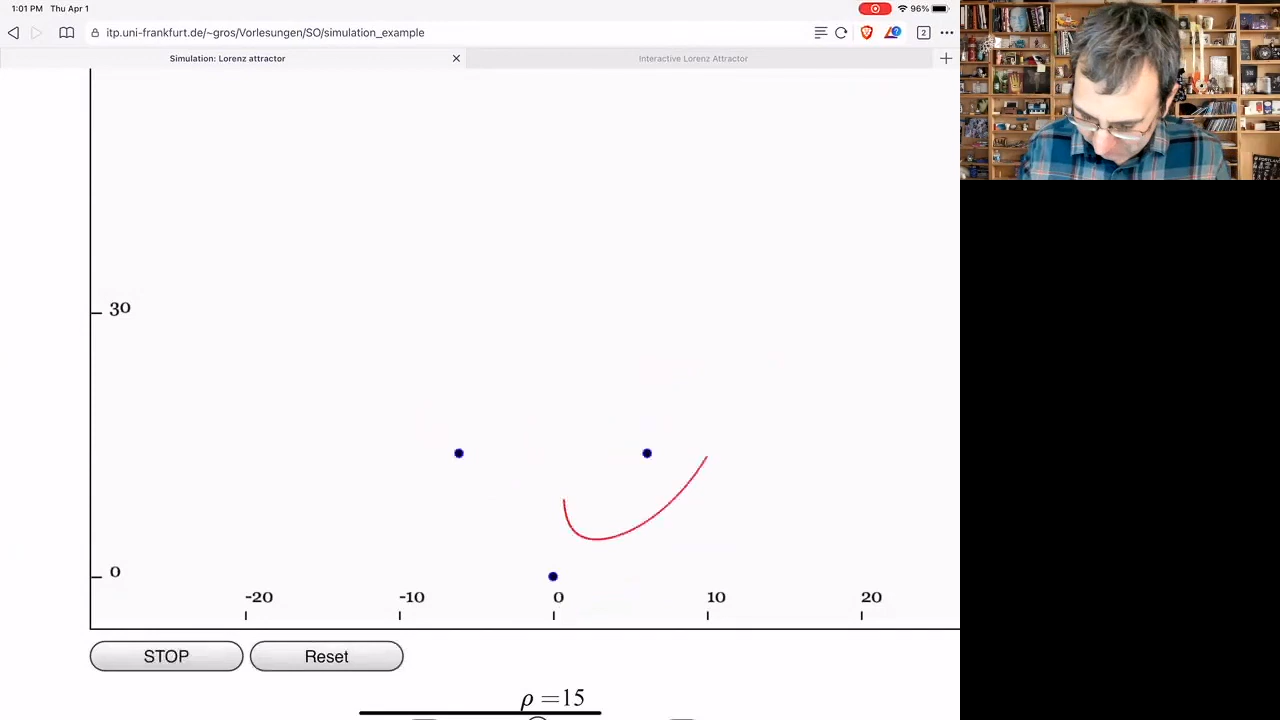 1:01 PM Thu Apr 1
96%
itp.uni-frankfurt.de/~gros/Vorlesungen/SO/simulation_example
2
Simulation: Lorenz attractor
Interactive Lorenz Attractor
30
0
-20 -10 0 10 20
STOP Reset
ρ =15